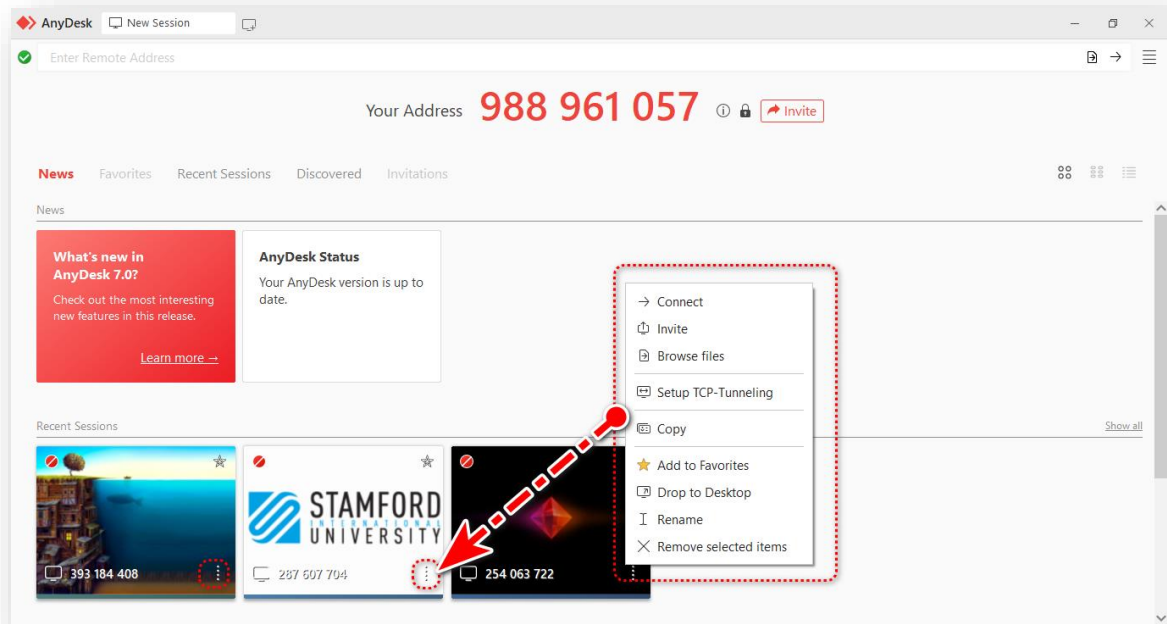 AnyDesk
New Session
Enter Remote Address
Your Address 988 961 057
Invite
News Favorites Recent Sessions Discovered Invitations
News
What's new in
AnyDesk 7.0?
Check out the most interesting
new features in this release.
Learn more →
AnyDesk Status
Your AnyDesk version is up to
date.
Connect
Invite
Browse files
Setup TCP-Tunneling
Copy
Add to Favorites
Drop to Desktop
Rename
Remove selected items
Recent Sessions
Show all
393 184 408
STAMFORD
INTERNATIONAL
UNIVERSITY
287 607 704
254 063 722